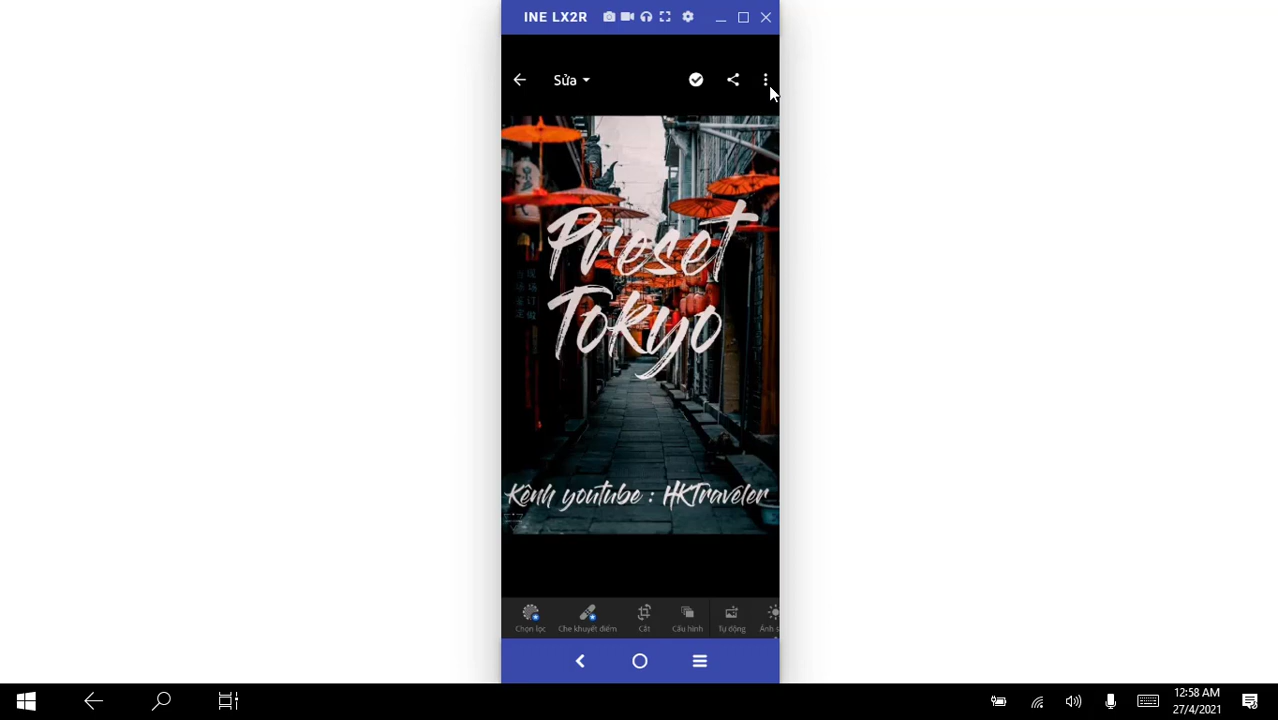 INE LX2R
Sửa
Preset
Tokyo
Kênh youtube : HKTraveler
Chọn lọc
Che khuyết điểm
Cắt
Cấu hình
Tự động
Ánh s
12:58 AM
27/4/2021